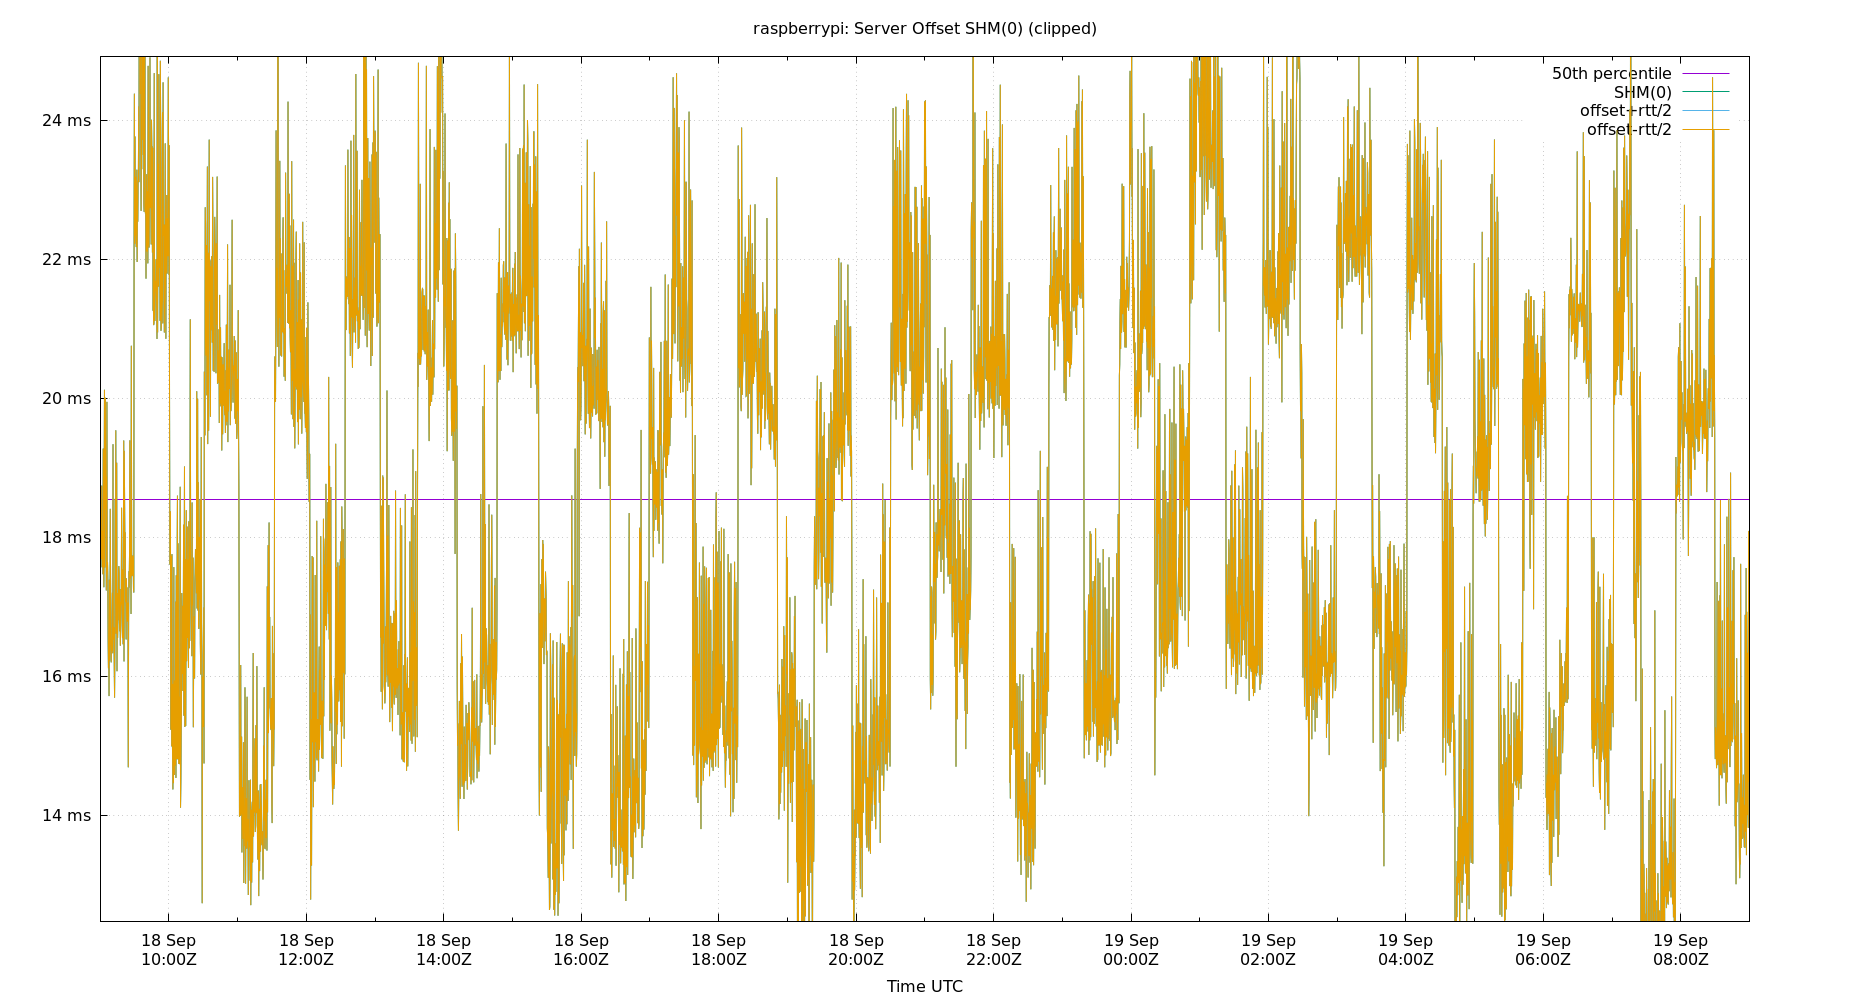 raspberrypi: Server Offset SHM(0) (clipped)
50th percentile
SHM(0)
offset+rtt/2
offset-rtt/2
24 ms
22 ms
20 ms
18 ms
16 ms
14 ms
18 Sep 18 Sep 18 Sep 18 Sep 18 Sep 18 Sep 18 Sep 19 Sep 19 Sep 19 Sep 19 Sep 19 Sep
10:00Z 12:00Z 14:00Z 16:00Z 18:00Z 20:00Z 22:00Z 00:00Z 02:00Z 04:00Z 06:00Z 08:00Z
Time UTC